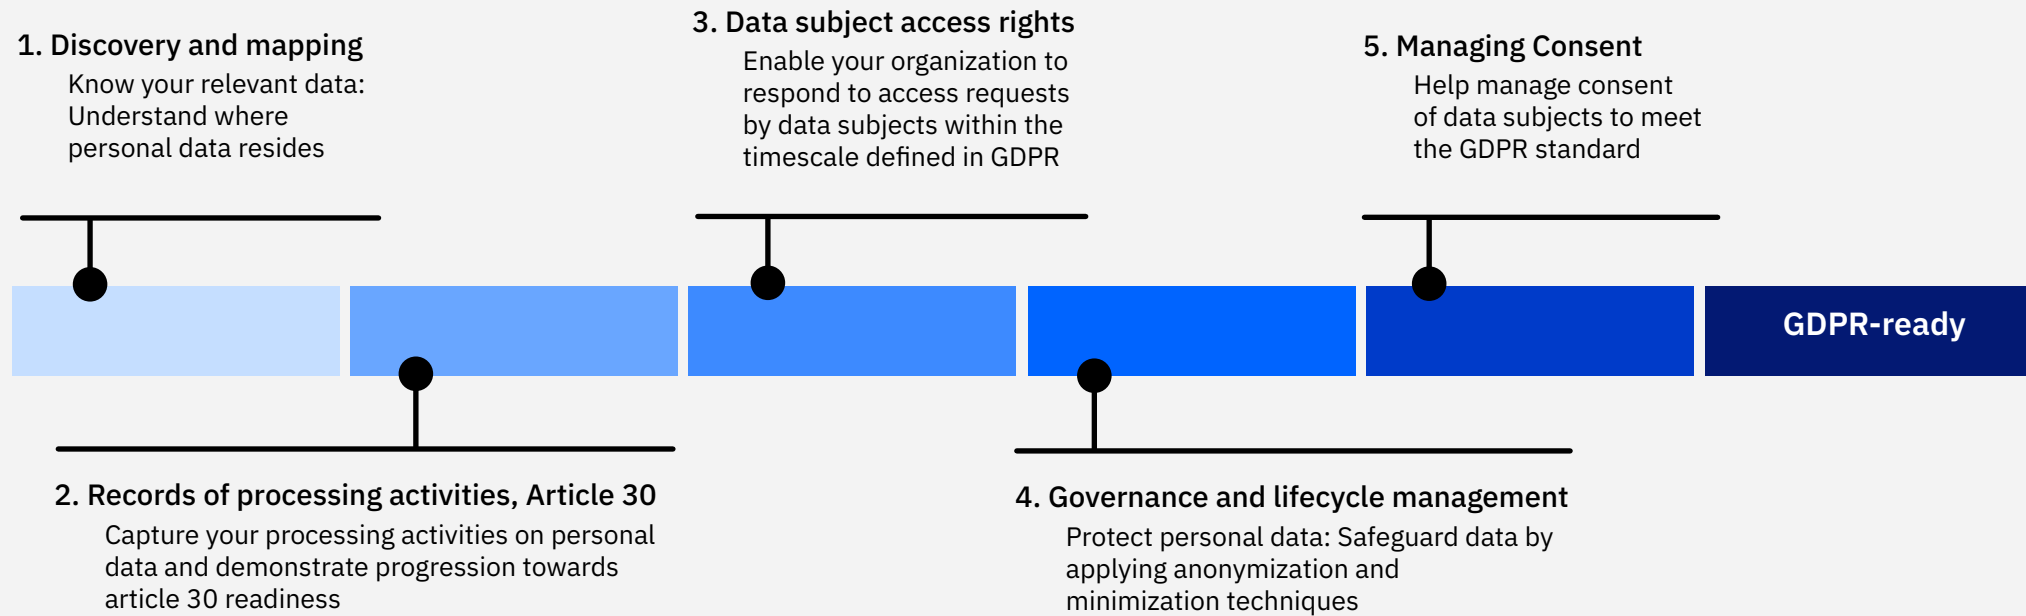 1. Discovery and mapping
Know your relevant data:
Understand where
personal data resides
2. Records of processing activities, Article 30
Capture your processing activities on personal
data and demonstrate progression towards
article 30 readiness
3. Data subject access rights
Enable your organization to
respond to access requests
by data subjects within the
timescale defined in GDPR
4. Governance and lifecycle management
Protect personal data: Safeguard data by
applying anonymization and
minimization techniques
5. Managing Consent
Help manage consent
of data subjects to meet
the GDPR standard
GDPR-ready